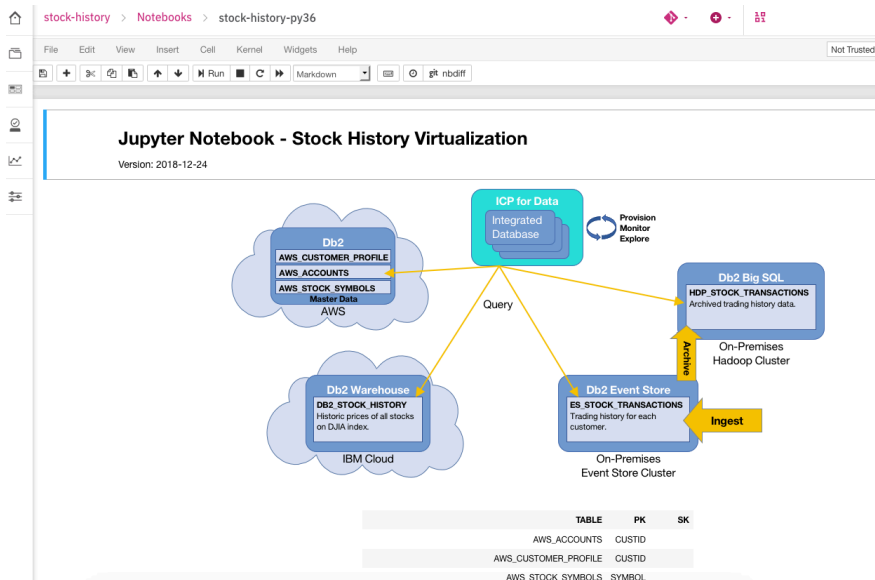 stock-history > Notebooks > stock-history-py36
File Edit View Insert Cell Kernel Widgets Help
Not Trusted
Run Markdown git nbdiff
Jupyter Notebook - Stock History Virtualization
Version: 2018-12-24
ICP for Data
Integrated
Database
Provision
Monitor
Explore
Db2
AWS_CUSTOMER_PROFILE
AWS_ACCOUNTS
AWS_STOCK_SYMBOLS
Master Data
AWS
Query
Db2 Big SQL
HDP_STOCK_TRANSACTIONS
Archived trading history data.
On-Premises
Hadoop Cluster
Archive
Db2 Warehouse
DB2_STOCK_HISTORY
Historic prices of all stocks
on DJIA index.
IBM Cloud
Db2 Event Store
ES_STOCK_TRANSACTIONS
Trading history for each
customer.
Ingest
On-Premises
Event Store Cluster
TABLE PK SK
AWS_ACCOUNTS CUSTID
AWS_CUSTOMER_PROFILE CUSTID
AWS_STOCK_SYMBOLS SYMBOL